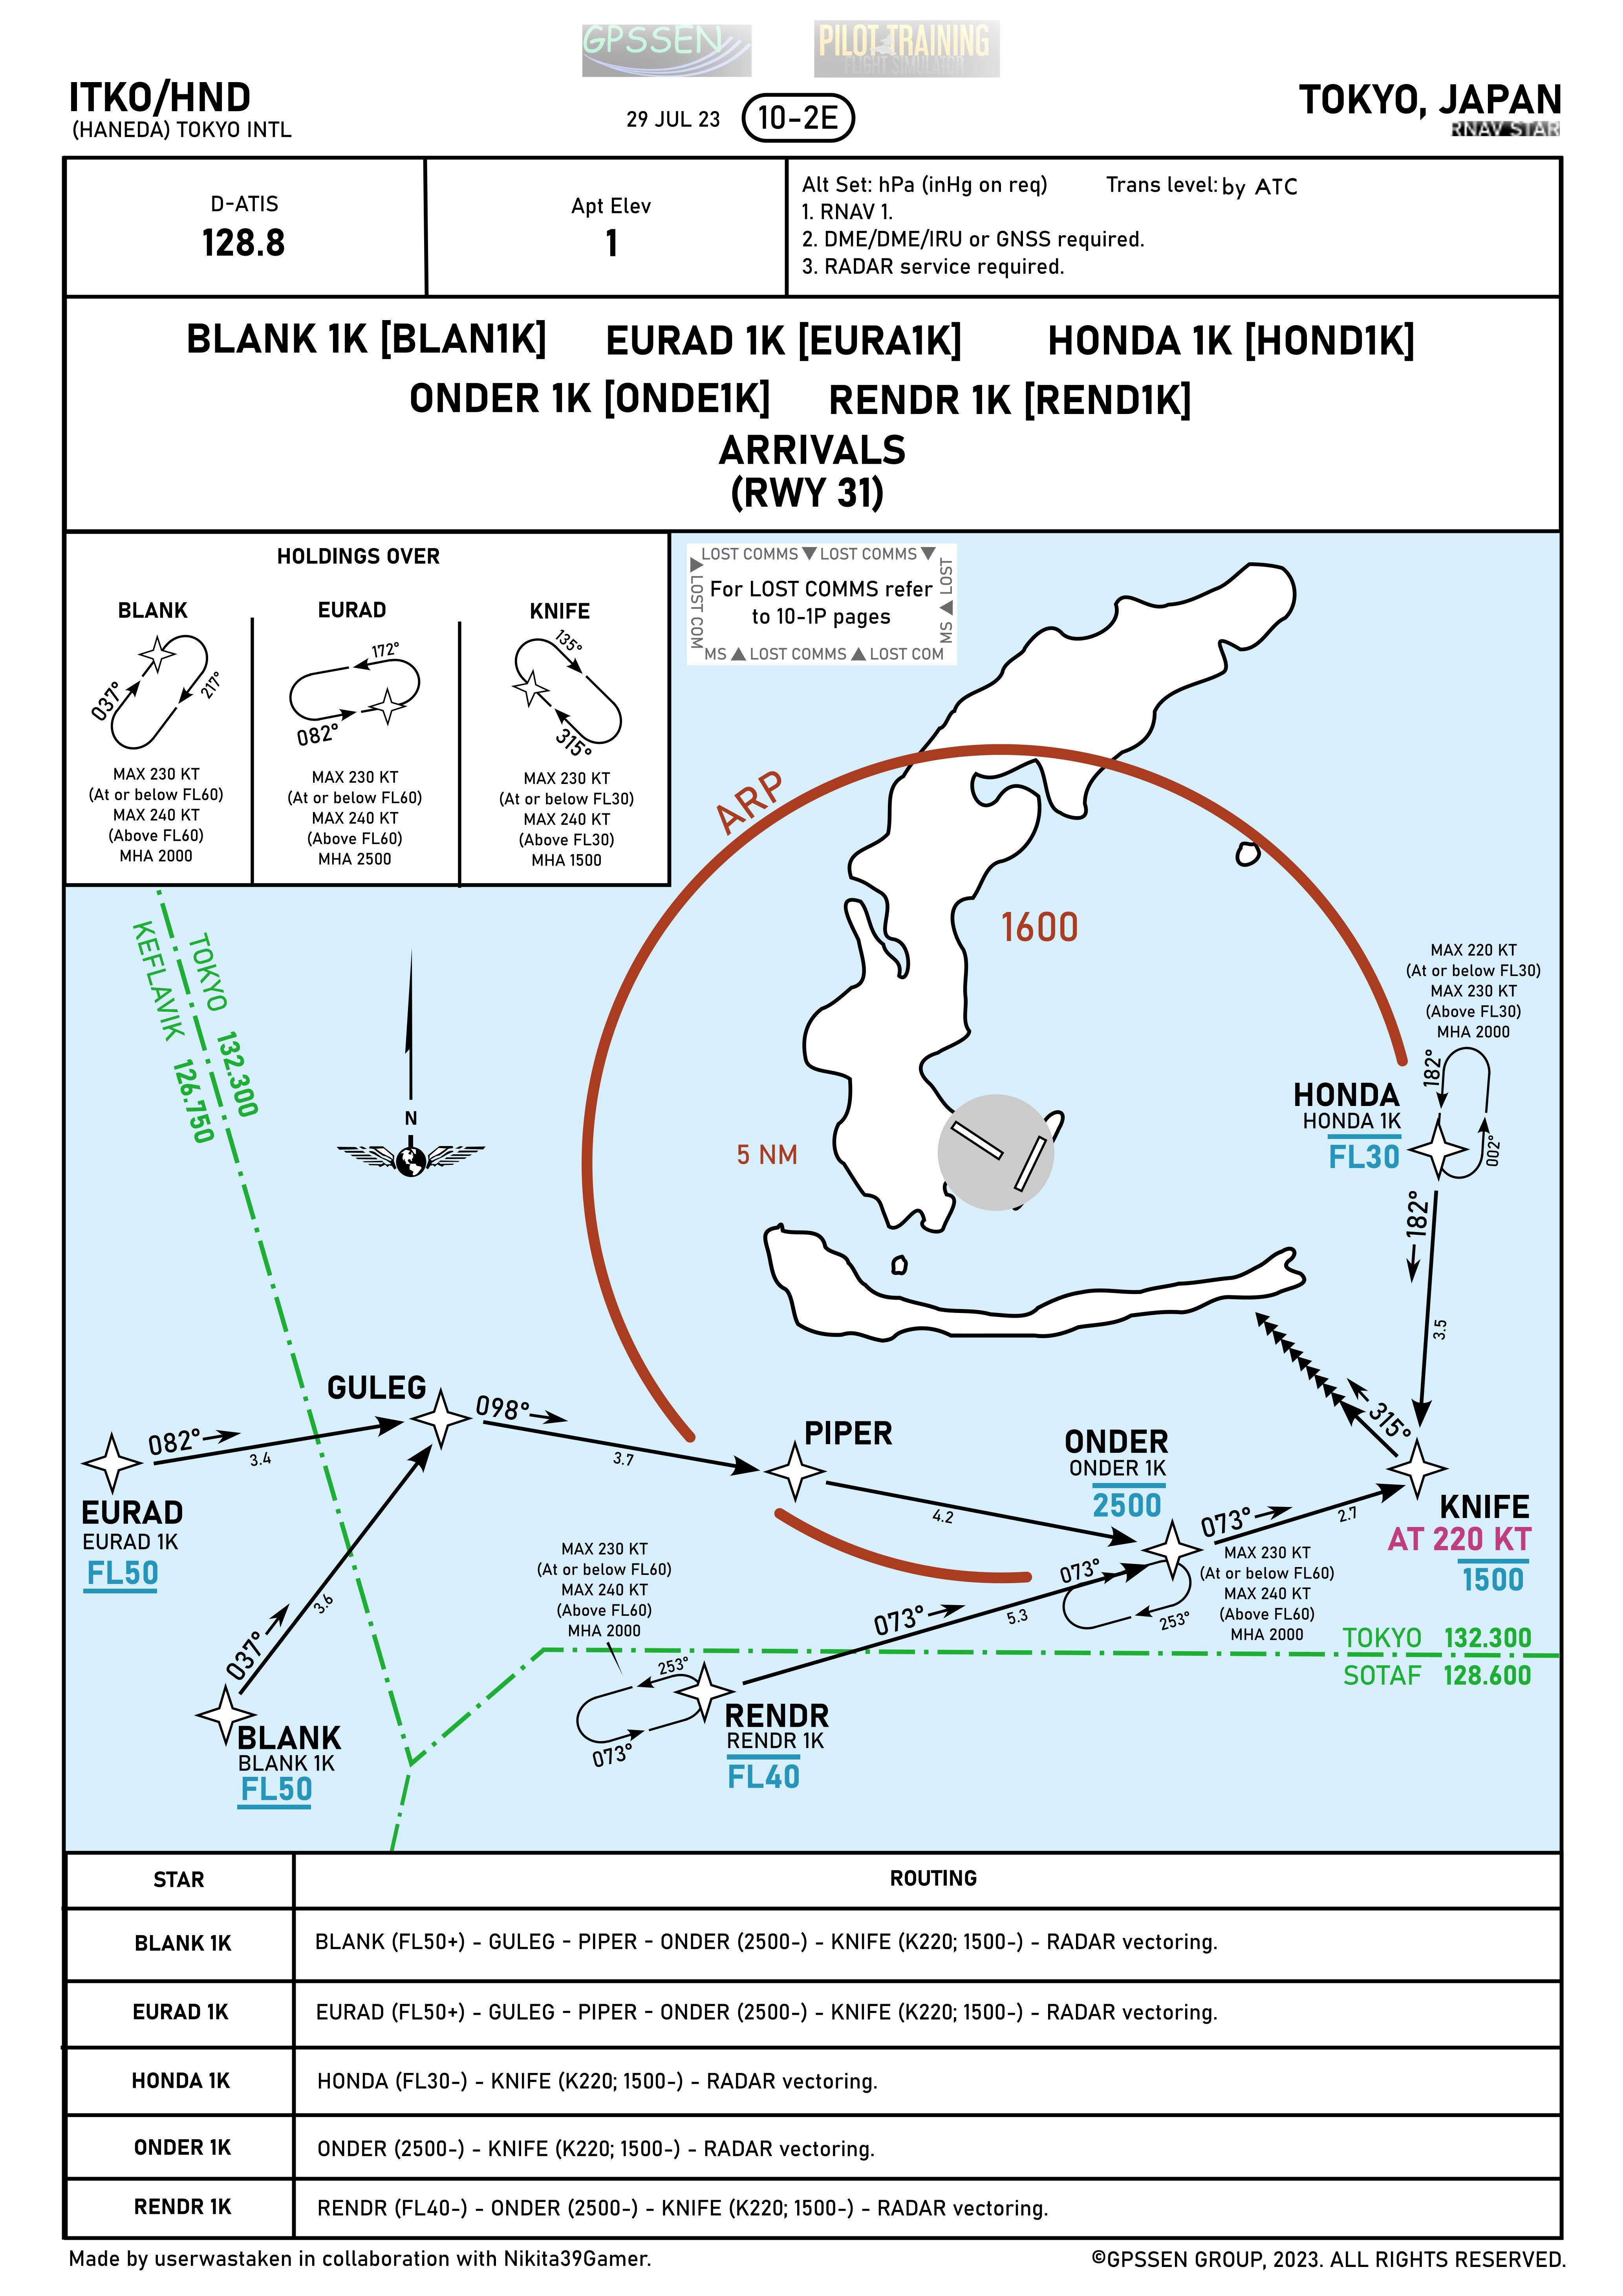 GPSSEN
PILOT TRAINING
FLIGHT SIMULATOR
ITKO/HND
(HANEDA) TOKYO INTL
29 JUL 23
10-2E
TOKYO, JAPAN
RNAV STAR
D-ATIS
128.8
Apt Elev
1
Alt Set: hPa (inHg on req) Trans level: by ATC
1. RNAV 1.
2. DME/DME/IRU or GNSS required.
3. RADAR service required.
BLANK 1K [BLAN1K] EURAD 1K [EURA1K] HONDA 1K [HOND1K]
ONDER 1K [ONDE1K] RENDR 1K [REND1K]
ARRIVALS
(RWY 31)
HOLDINGS OVER
BLANK
037°
217°
MAX 230 KT
(At or below FL60)
MAX 240 KT
(Above FL60)
MHA 2000
EURAD
172°
082°
MAX 230 KT
(At or below FL60)
MAX 240 KT
(Above FL60)
MHA 2500
KNIFE
135°
315°
MAX 230 KT
(At or below FL30)
MAX 240 KT
(Above FL30)
MHA 1500
LOST COMMS LOST COMMS
LOST
MS
LOST COM
MS LOST COMMS LOST COM
For LOST COMMS refer
to 10-1P pages
ARP
1600
5 NM
TOKYO 132.300
KEFLAVIK 126.750
N
MAX 220 KT
(At or below FL30)
MAX 230 KT
(Above FL30)
MHA 2000
182°
002°
HONDA
HONDA 1K
FL30
182°
3.5
GULEG
098°
3.7
082°
3.4
EURAD
EURAD 1K
FL50
037°
3.6
BLANK
BLANK 1K
FL50
PIPER
4.2
ONDER
ONDER 1K
2500
073°
2.7
315°
KNIFE
AT 220 KT
1500
073°
253°
MAX 230 KT
(At or below FL60)
MAX 240 KT
(Above FL60)
MHA 2000
MAX 230 KT
(At or below FL60)
MAX 240 KT
(Above FL60)
MHA 2000
073°
5.3
253°
073°
RENDR
RENDR 1K
FL40
TOKYO 132.300
SOTAF 128.600
STAR ROUTING
BLANK 1K BLANK (FL50+) - GULEG - PIPER - ONDER (2500-) - KNIFE (K220; 1500-) - RADAR vectoring.
EURAD 1K EURAD (FL50+) - GULEG - PIPER - ONDER (2500-) - KNIFE (K220; 1500-) - RADAR vectoring.
HONDA 1K HONDA (FL30-) - KNIFE (K220; 1500-) - RADAR vectoring.
ONDER 1K ONDER (2500-) - KNIFE (K220; 1500-) - RADAR vectoring.
RENDR 1K RENDR (FL40-) - ONDER (2500-) - KNIFE (K220; 1500-) - RADAR vectoring.
Made by userwastaken in collaboration with Nikita39Gamer.
©GPSSEN GROUP, 2023. ALL RIGHTS RESERVED.